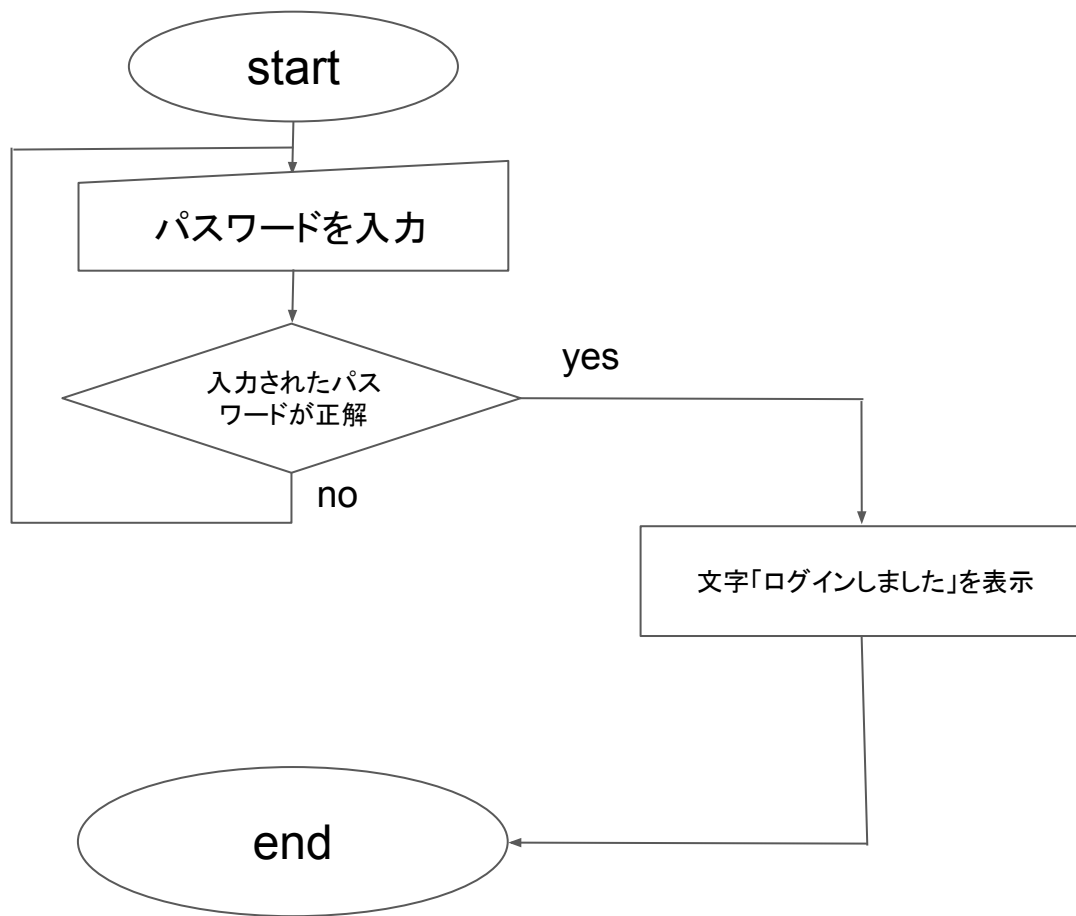 start
パスワードを入力
入力されたパス
ワードが正解
yes
no
文字「ログインしました」を表示
end